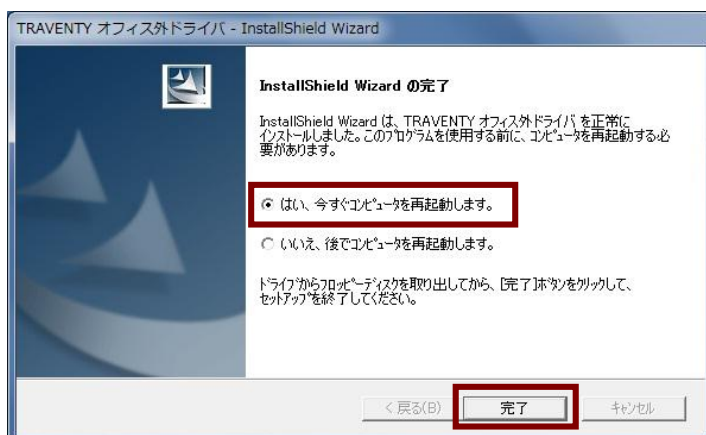 TRAVENTY オフィス外ドライバ - InstallShield Wizard
InstallShield Wizard の完了
InstallShield Wizard は、TRAVENTY オフィス外ドライバ を正常に
インストールしました。このプログラムを使用する前に、コンピュータを再起動する必
要があります。
はい、今すぐコンピュータを再起動します。
いいえ、後でコンピュータを再起動します。
ドライブからフロッピーディスクを取り出してから、[完了]ボタンをクリックして、
セットアップを終了してください。
< 戻る(B)
完了
キャンセル